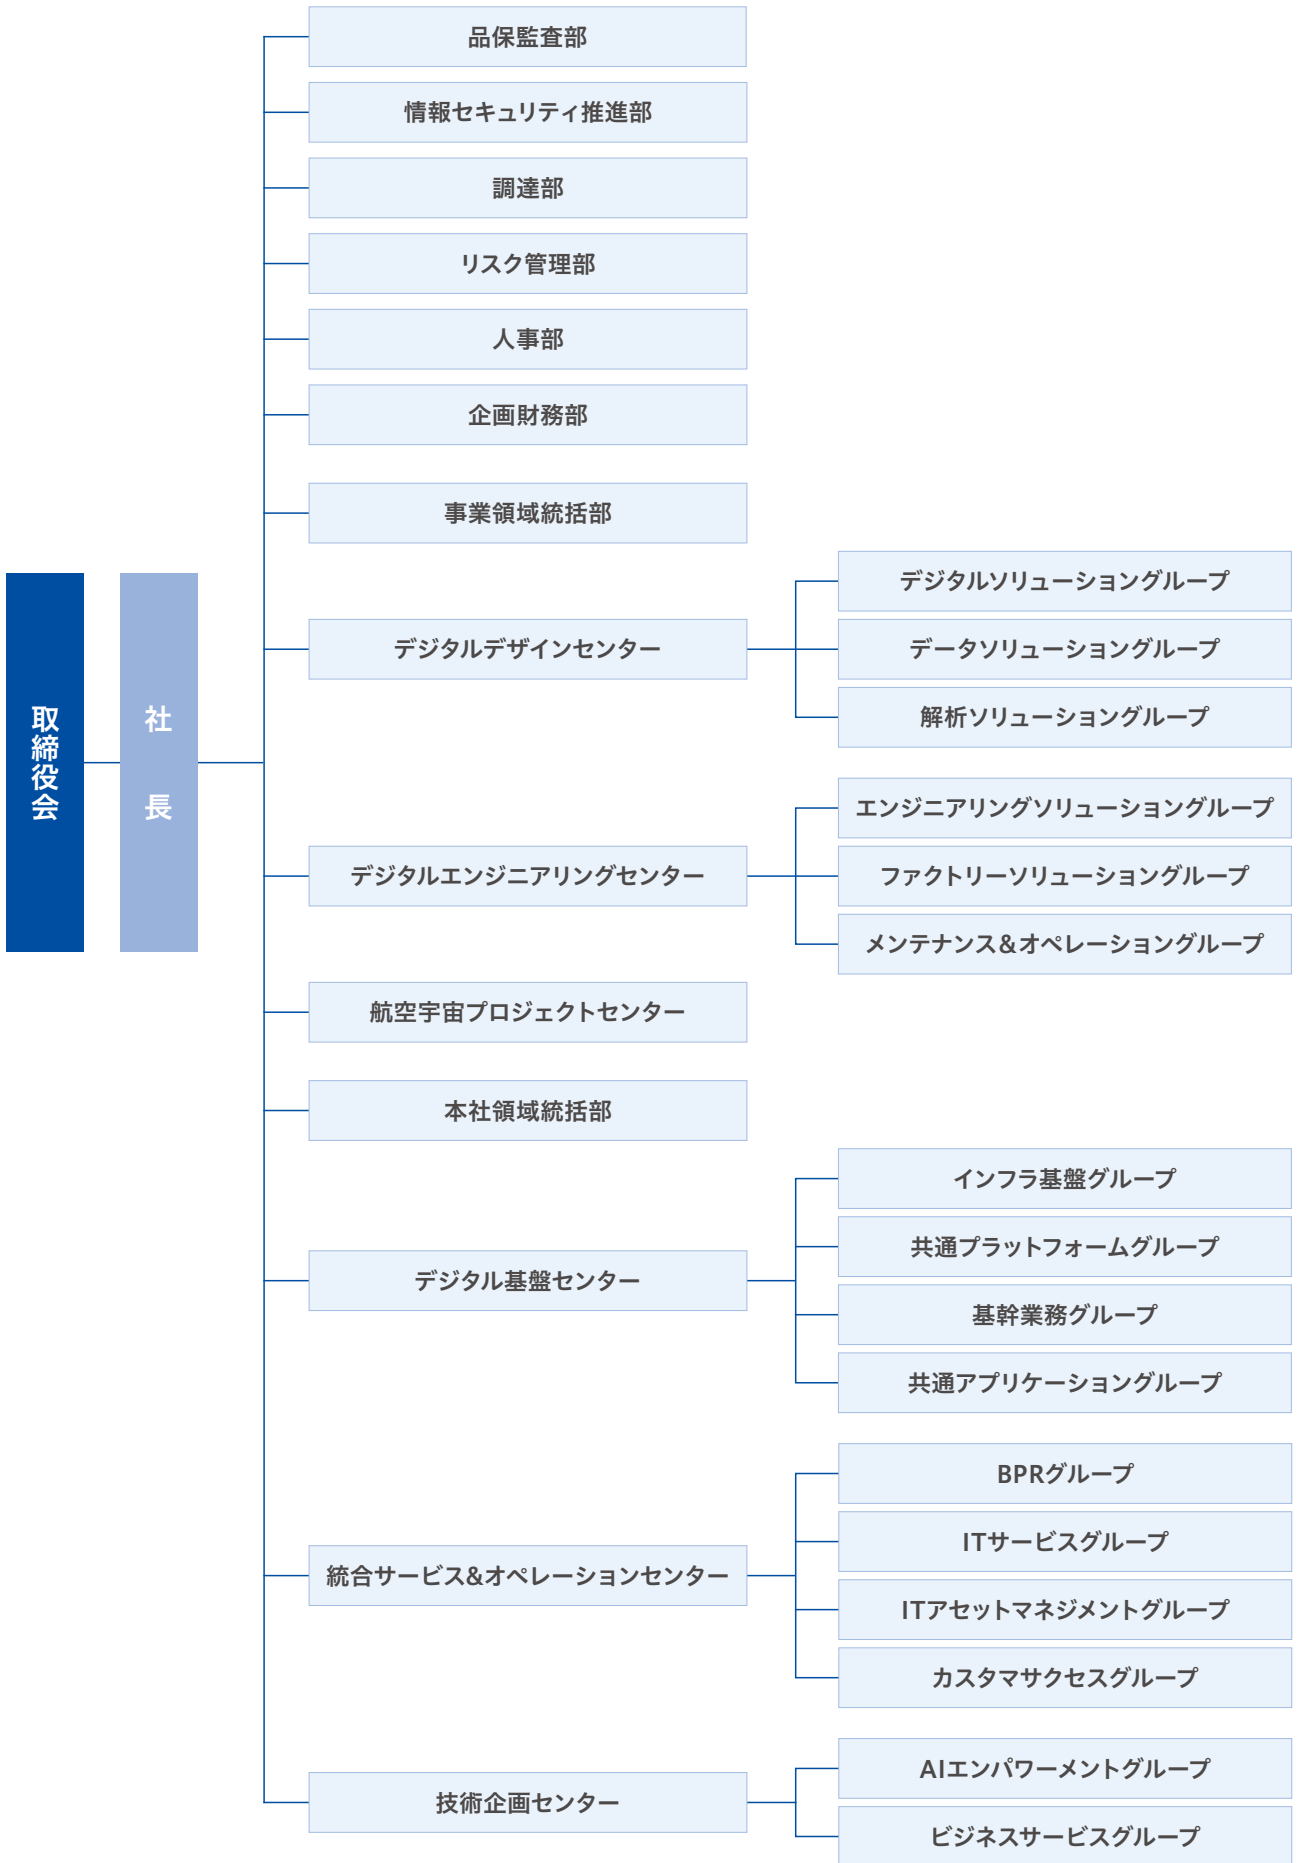 取締役会
社長
品保監査部
情報セキュリティ推進部
調達部
リスク管理部
人事部
企画財務部
事業領域統括部
デジタルデザインセンター
デジタルソリューショングループ
データソリューショングループ
解析ソリューショングループ
デジタルエンジニアリングセンター
エンジニアリングソリューショングループ
ファクトリーソリューショングループ
メンテナンス&オペレーショングループ
航空宇宙プロジェクトセンター
本社領域統括部
デジタル基盤センター
インフラ基盤グループ
共通プラットフォームグループ
基幹業務グループ
共通アプリケーショングループ
統合サービス&オペレーションセンター
BPRグループ
ITサービスグループ
ITアセットマネジメントグループ
カスタマサクセスグループ
技術企画センター
AIエンパワーメントグループ
ビジネスサービスグループ